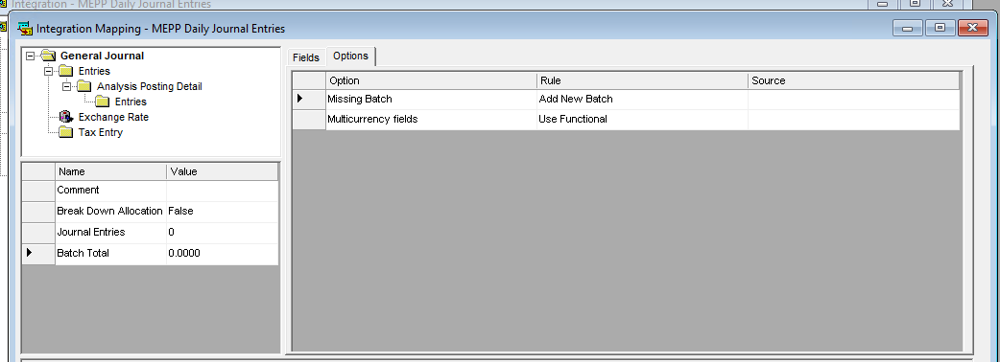 Integration - MEPP Daily Journal Entries
Integration Mapping - MEPP Daily Journal Entries
General Journal
Entries
Analysis Posting Detail
Entries
Exchange Rate
Tax Entry
Name Value
Comment
Break Down Allocation False
Journal Entries 0
Batch Total 0.0000
Fields Options
Option Rule Source
Missing Batch Add New Batch
Multicurrency fields Use Functional